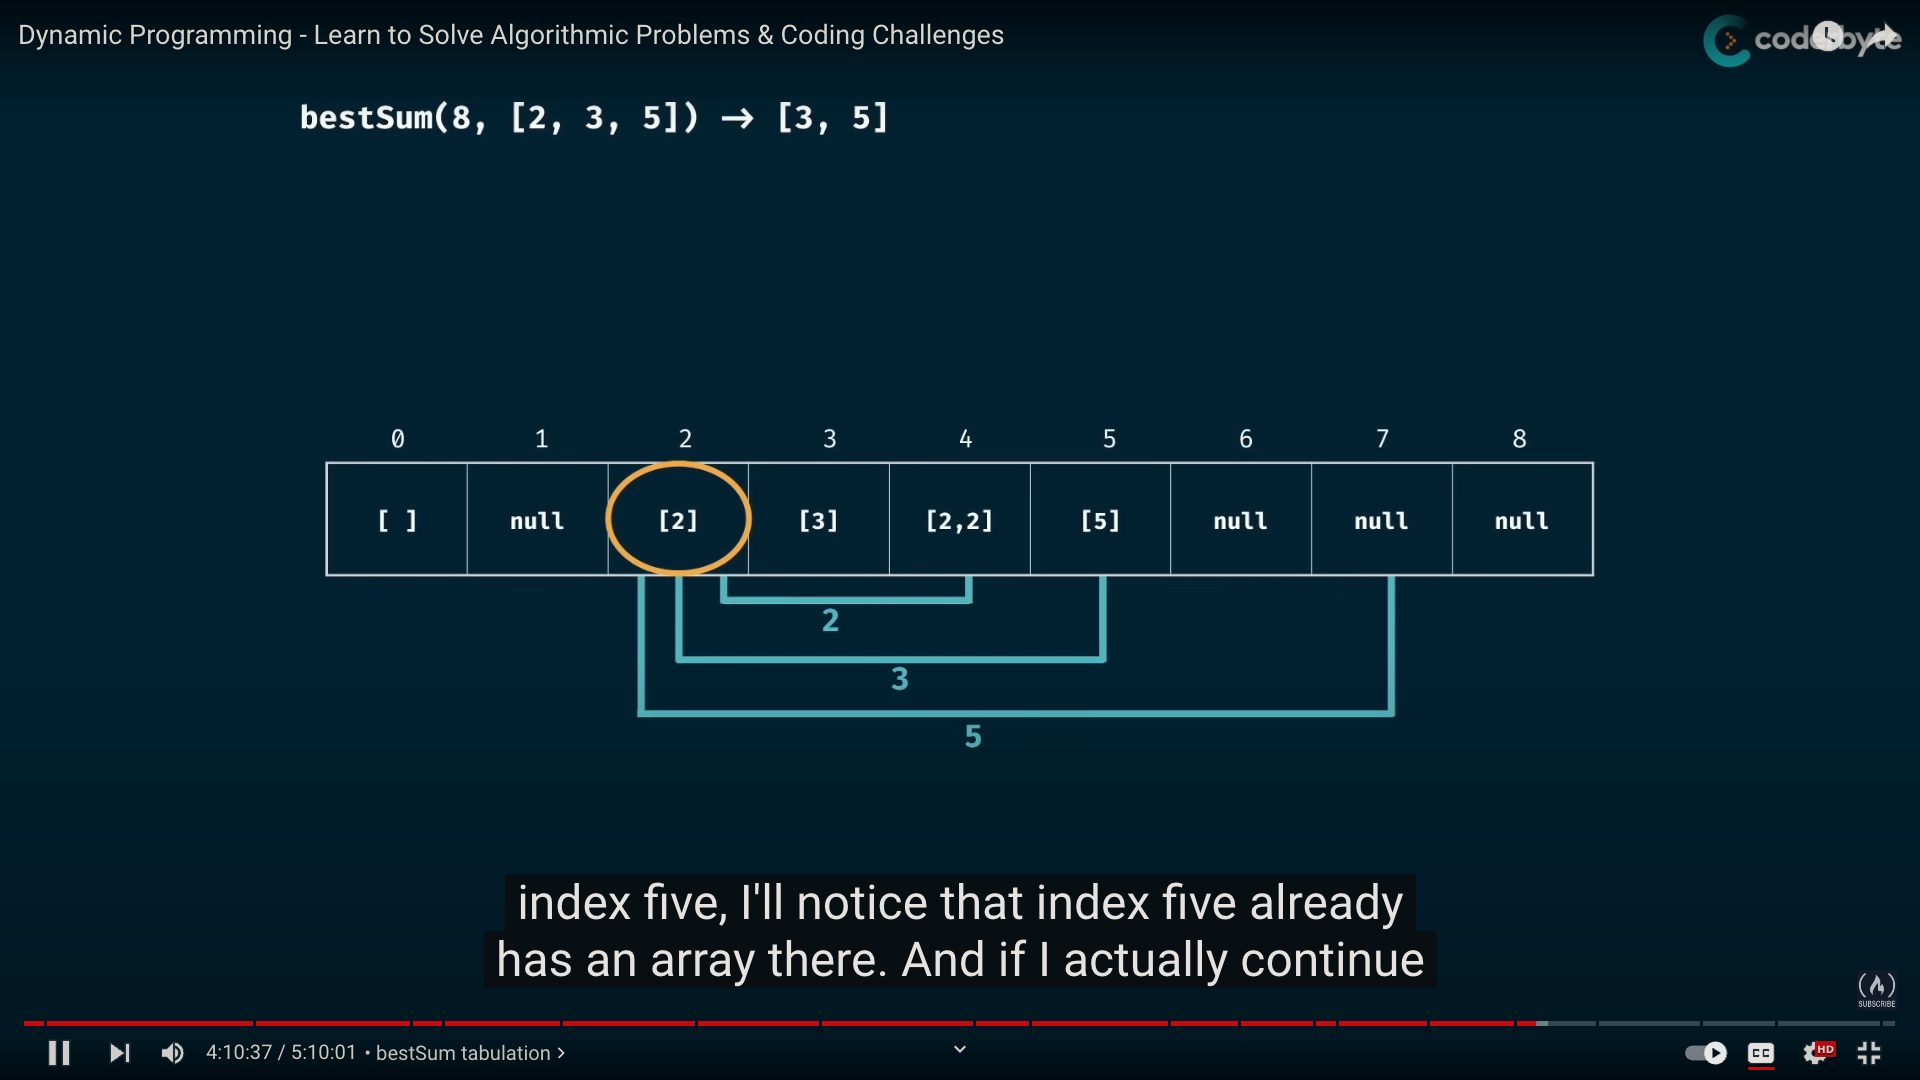 Dynamic Programming - Learn to Solve Algorithmic Problems & Coding Challenges
coderbyte
bestSum(8, [2, 3, 5]) → [3, 5]
0 1 2 3 4 5 6 7 8
[ ] null [2] [3] [2,2] [5] null null null
2
3
5
index five, I'll notice that index five already
has an array there. And if I actually continue
SUBSCRIBE
4:10:37 / 5:10:01 • bestSum tabulation >
CC
HD